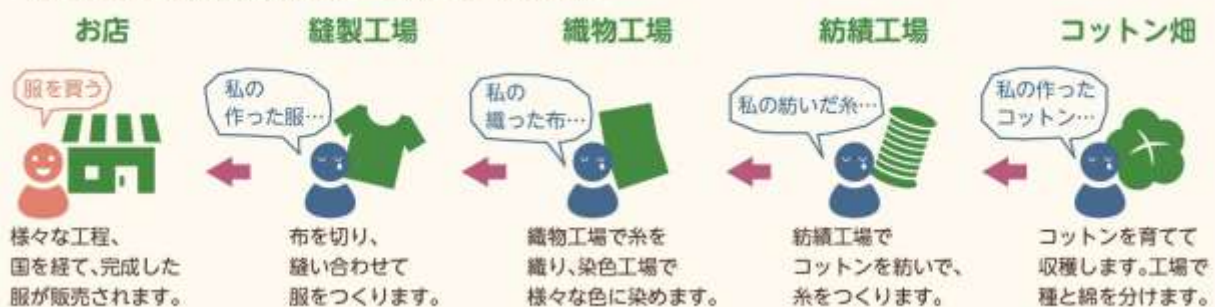 お店
縫製工場
織物工場
紡績工場
コットン畑
服を買う
私の
作った服…
私の
織った布…
私の紡いだ糸…
私の作った
コットン…
様々な工程、
国を経て、完成した
服が販売されます。
布を切り、
縫い合わせて
服をつくります。
織物工場で糸を
織り、染色工場で
様々な色に染めます。
紡績工場で
コットンを紡いで、
糸をつくります。
コットンを育てて
収穫します。工場で
種と綿を分けます。